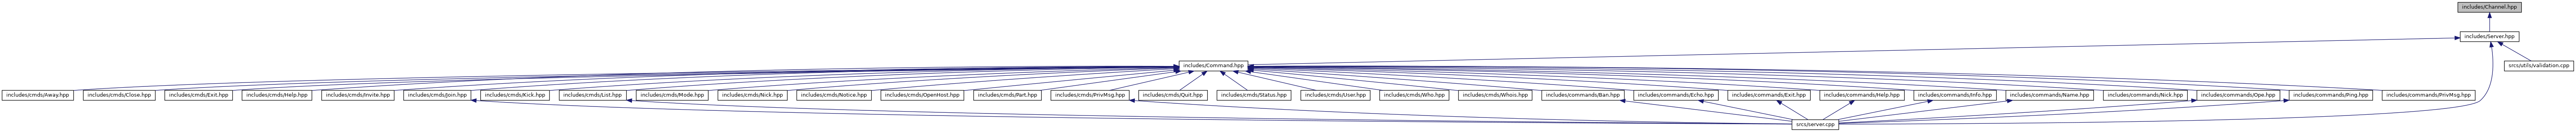 includes/Channel.hpp
includes/Server.hpp
includes/Command.hpp
srcs/utils/validation.cpp
includes/cmds/Away.hpp
includes/cmds/Close.hpp
includes/cmds/Exit.hpp
includes/cmds/Help.hpp
includes/cmds/Invite.hpp
includes/cmds/Join.hpp
includes/cmds/Kick.hpp
includes/cmds/List.hpp
includes/cmds/Mode.hpp
includes/cmds/Nick.hpp
includes/cmds/Notice.hpp
includes/cmds/OpenHost.hpp
includes/cmds/Part.hpp
includes/cmds/PrivMsg.hpp
includes/cmds/Quit.hpp
includes/cmds/Status.hpp
includes/cmds/User.hpp
includes/cmds/Who.hpp
includes/cmds/Whois.hpp
includes/commands/Ban.hpp
includes/commands/Echo.hpp
includes/commands/Exit.hpp
includes/commands/Help.hpp
includes/commands/Info.hpp
includes/commands/Name.hpp
includes/commands/Nick.hpp
includes/commands/Ope.hpp
includes/commands/Ping.hpp
includes/commands/PrivMsg.hpp
srcs/server.cpp